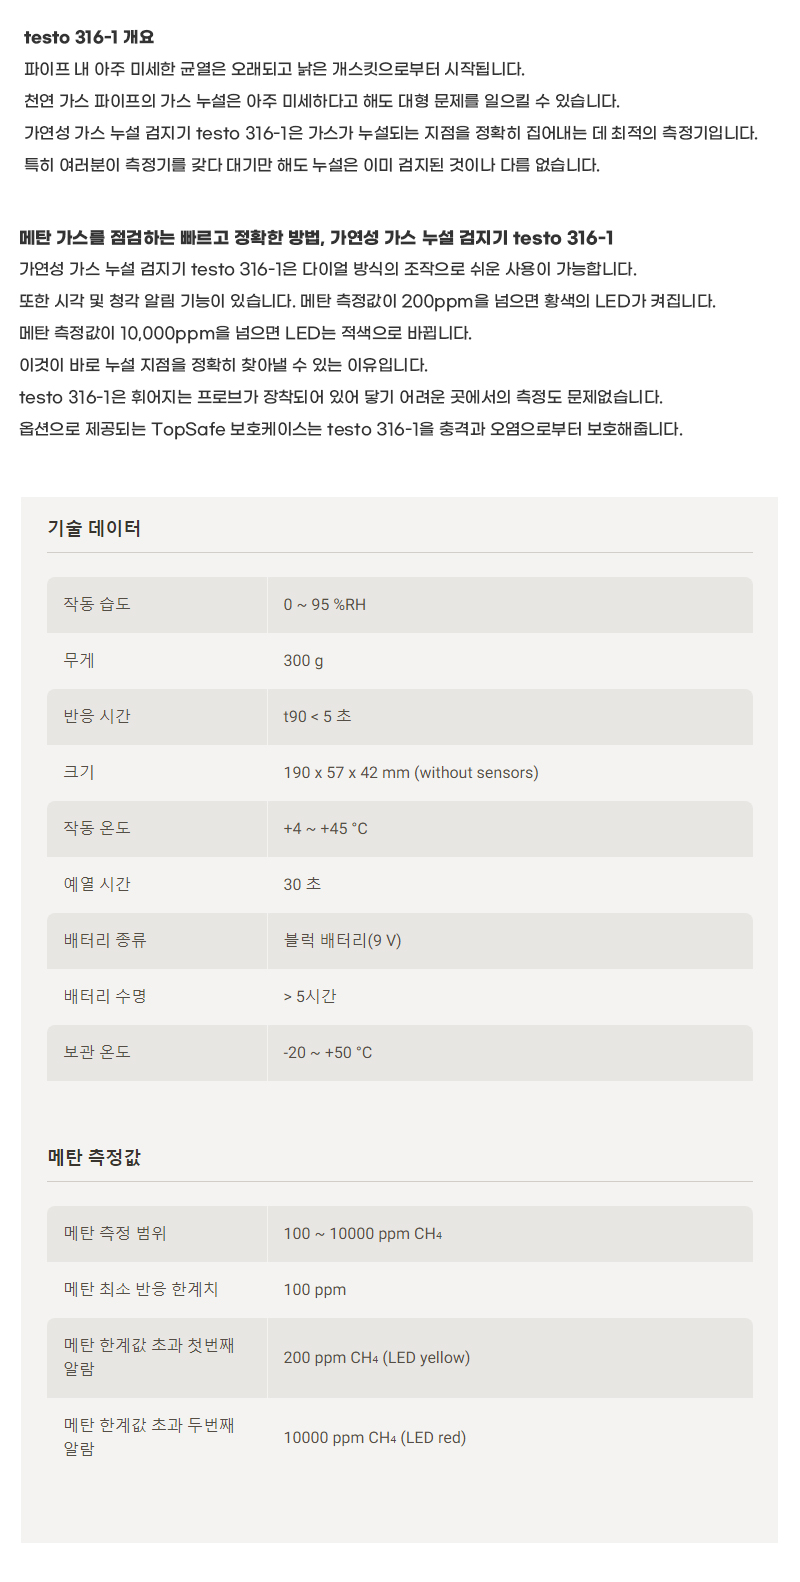 testo 316-1 개요
파이프 내 아주 미세한 균열은 오래되고 낡은 개스킷으로부터 시작됩니다.
천연 가스 파이프의 가스 누설은 아주 미세하다고 해도 대형 문제를 일으킬 수 있습니다.
가연성 가스 누설 검지기 testo 316-1은 가스가 누설되는 지점을 정확히 집어내는 데 최적의 측정기입니다.
특히 여러분이 측정기를 갖다 대기만 해도 누설은 이미 검지된 것이나 다름 없습니다.
메탄 가스를 점검하는 빠르고 정확한 방법, 가연성 가스 누설 검지기 testo 316-1
가연성 가스 누설 검지기 testo 316-1은 다이얼 방식의 조작으로 쉬운 사용이 가능합니다.
또한 시각 및 청각 알림 기능이 있습니다. 메탄 측정값이 200ppm을 넘으면 황색의 LED가 켜집니다.
메탄 측정값이 10,000ppm을 넘으면 LED는 적색으로 바뀝니다.
이것이 바로 누설 지점을 정확히 찾아낼 수 있는 이유입니다.
testo 316-1은 휘어지는 프로브가 장착되어 있어 닿기 어려운 곳에서의 측정도 문제없습니다.
옵션으로 제공되는 TopSafe 보호케이스는 testo 316-1을 충격과 오염으로부터 보호해줍니다.
기술 데이터
작동 습도 0 ~ 95 %RH
무게 300 g
반응 시간 t90 < 5 초
크기 190 x 57 x 42 mm (without sensors)
작동 온도 +4 ~ +45 °C
예열 시간 30 초
배터리 종류 블럭 배터리(9 V)
배터리 수명 > 5시간
보관 온도 -20 ~ +50 °C
메탄 측정값
메탄 측정 범위 100 ~ 10000 ppm CH₄
메탄 최소 반응 한계치 100 ppm
메탄 한계값 초과 첫번째
알람 200 ppm CH₄ (LED yellow)
메탄 한계값 초과 두번째
알람 10000 ppm CH₄ (LED red)